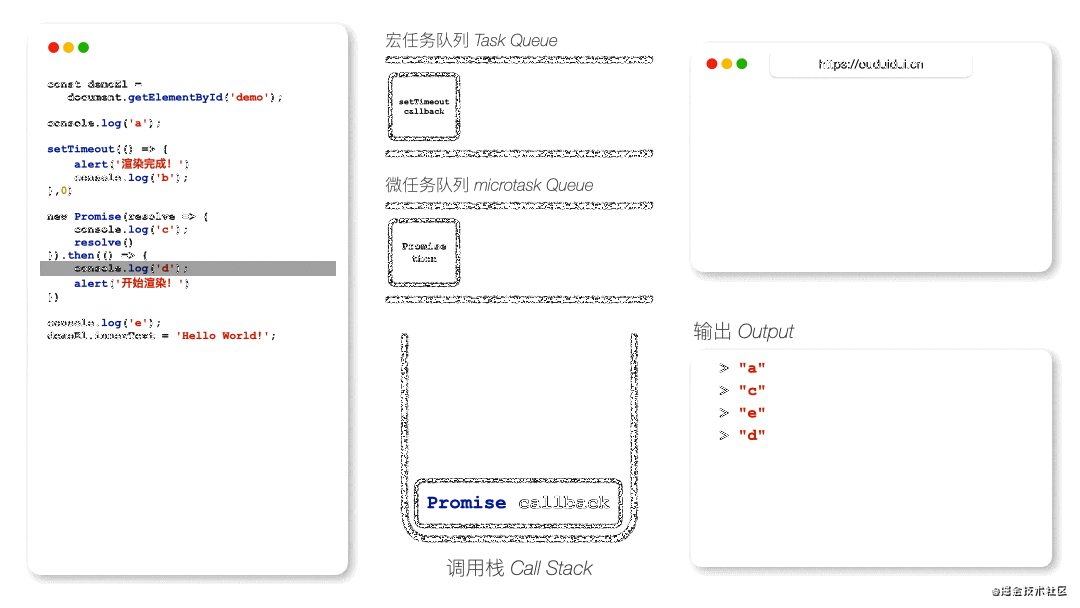 const demoEl =
document.getElementById('demo');
console.log('a');
setTimeout(() => {
alert('渲染完成！')
console.log('b');
},0)
new Promise(resolve => {
console.log('c');
resolve()
}).then(() => {
console.log('d');
alert('开始渲染！')
})
console.log('e');
demoEl.innerText = 'Hello World!';
宏任务队列 Task Queue
setTimeout
callback
微任务队列 microtask Queue
Promise
then
Promise callback
调用栈 Call Stack
https://ouduidui.cn
输出 Output
> "a"
> "c"
> "e"
> "d"
@掘金技术社区